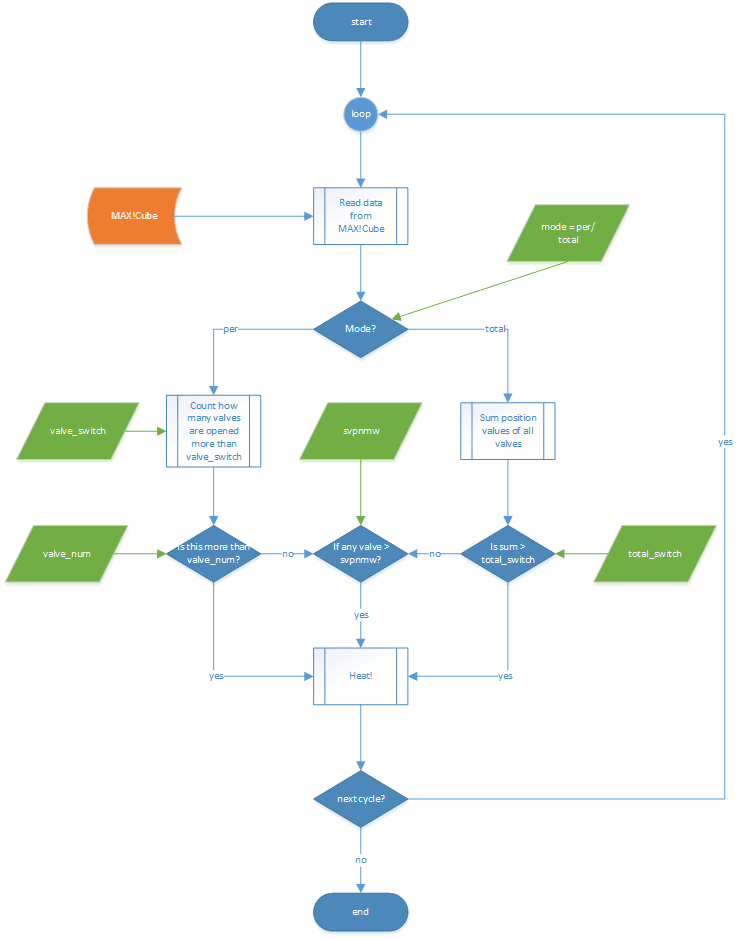 start
loop
MAX!Cube
Read data
from
MAX!Cube
mode = per/
total
Mode?
per
total
valve_switch
Count how
many valves
are opened
more than
valve_switch
svpnmw
Sum position
values of all
valves
yes
valve_num
Is this more than
valve_num?
no
If any valve >
svpnmw?
no
Is sum >
total_switch
total_switch
yes
yes
Heat!
yes
next cycle?
no
end